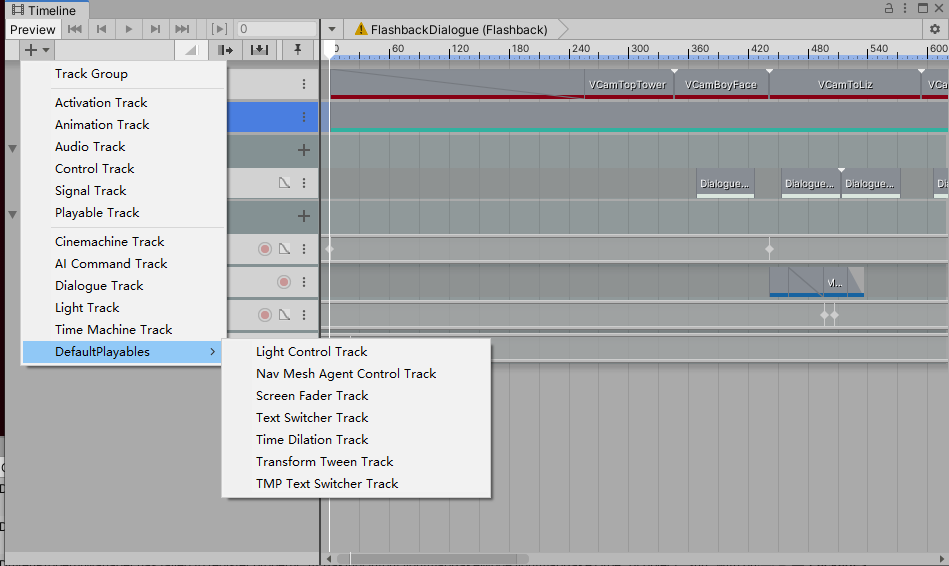 Timeline
Preview
0
FlashbackDialogue (Flashback)
0 60 120 180 240 300 360 420 480 540 600
Track Group
Activation Track
Animation Track
Audio Track
Control Track
Signal Track
Playable Track
Cinemachine Track
AI Command Track
Dialogue Track
Light Track
Time Machine Track
DefaultPlayables
Light Control Track
Nav Mesh Agent Control Track
Screen Fader Track
Text Switcher Track
Time Dilation Track
Transform Tween Track
TMP Text Switcher Track
VCamTopTower VCamBoyFace VCamToLiz VCa
Dialogue... Dialogue... Dialogue... Di